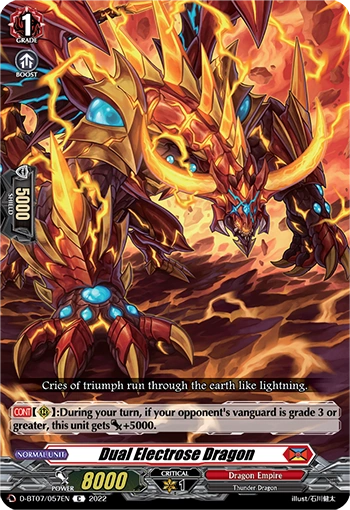 1
GRADE
BOOST
5000
SHIELD
Cries of triumph run through the earth like lightning.
CONT【】:During your turn, if your opponent's vanguard is grade 3 or
greater, this unit gets+5000.
NORMAL UNIT
Dual Electrose Dragon
POWER 8000
CRITICAL
1
Dragon Empire
Thunder Dragon
D-BT07/057EN C 2022
illust/石川健太